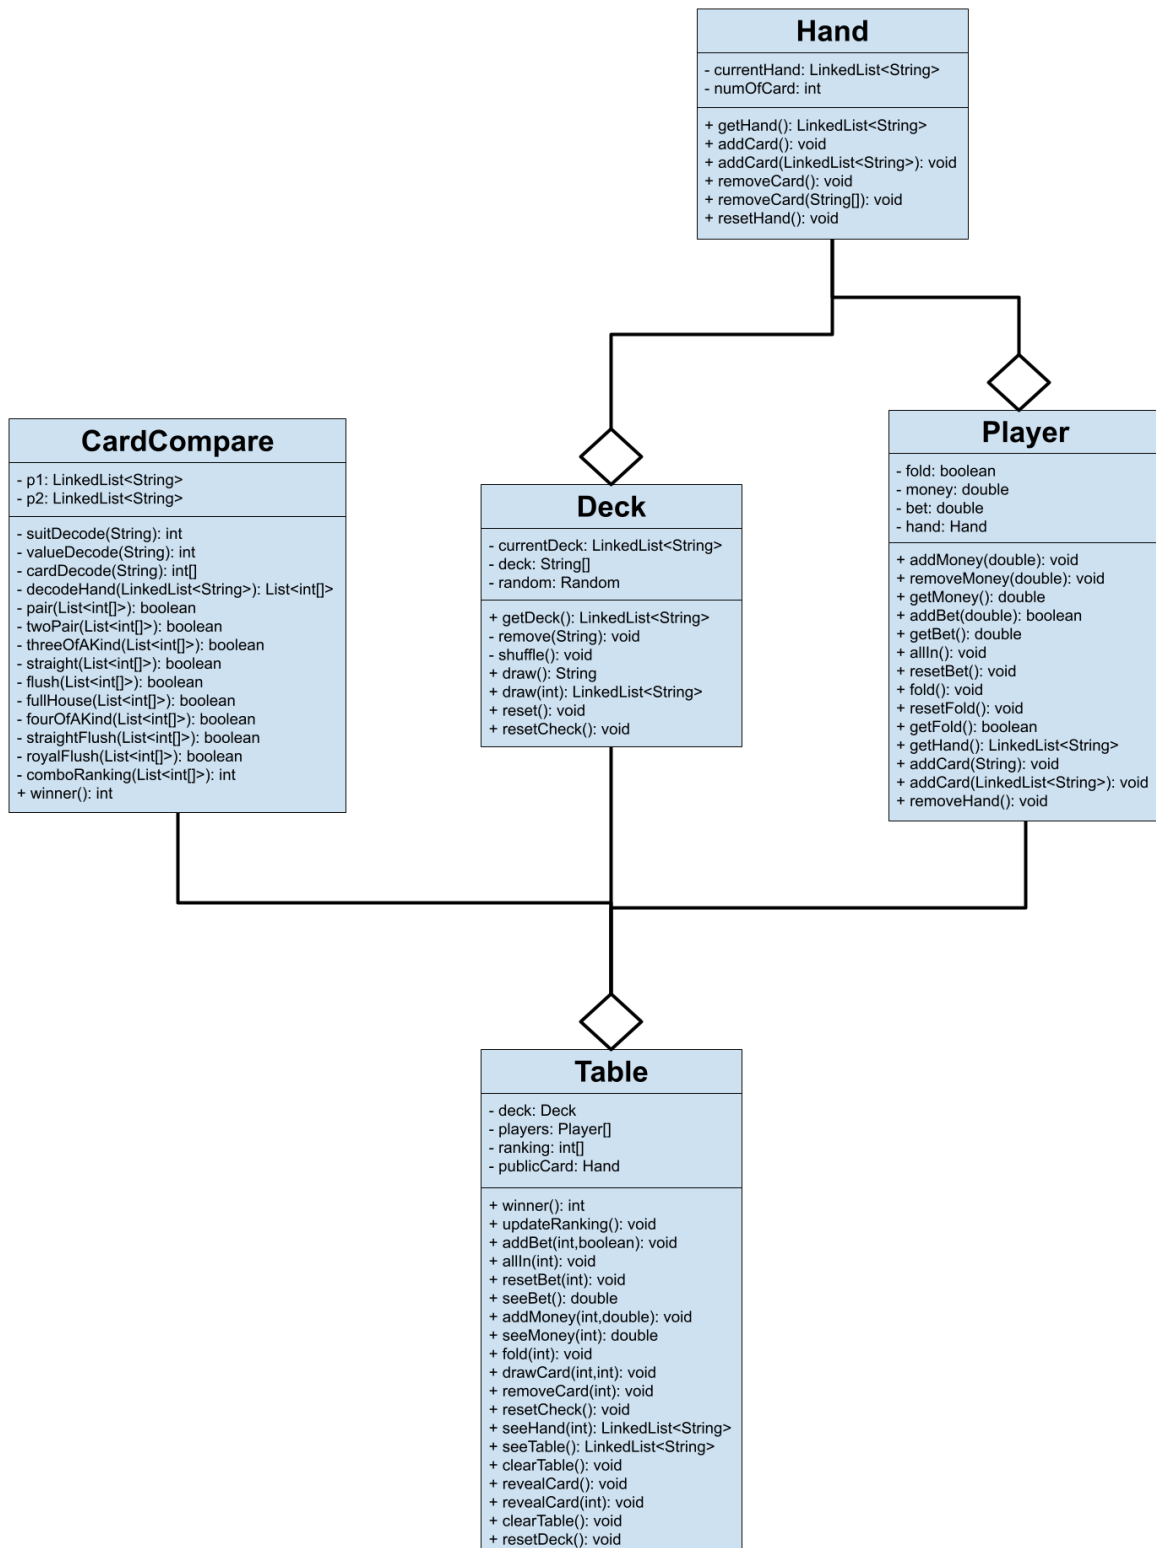 Hand
- currentHand: LinkedList<String>
- numOfCard: int
+ getHand(): LinkedList<String>
+ addCard(): void
+ addCard(LinkedList<String>): void
+ removeCard(): void
+ removeCard(String[]): void
+ resetHand(): void
CardCompare
- p1: LinkedList<String>
- p2: LinkedList<String>
- suitDecode(String): int
- valueDecode(String): int
- cardDecode(String): int[]
- decodeHand(LinkedList<String>): List<int[]>
- pair(List<int[]>): boolean
- twoPair(List<int[]>): boolean
- threeOfAKind(List<int[]>): boolean
- straight(List<int[]>): boolean
- flush(List<int[]>): boolean
- fullHouse(List<int[]>): boolean
- fourOfAKind(List<int[]>): boolean
- straightFlush(List<int[]>): boolean
- royalFlush(List<int[]>): boolean
- comboRanking(List<int[]>): int
+ winner(): int
Deck
- currentDeck: LinkedList<String>
- deck: String[]
- random: Random
+ getDeck(): LinkedList<String>
- remove(String): void
- shuffle(): void
+ draw(): String
+ draw(int): LinkedList<String>
+ reset(): void
+ resetCheck(): void
Player
- fold: boolean
- money: double
- bet: double
- hand: Hand
+ addMoney(double): void
+ removeMoney(double): void
+ getMoney(): double
+ addBet(double): boolean
+ getBet(): double
+ allIn(): void
+ resetBet(): void
+ fold(): void
+ resetFold(): void
+ getFold(): boolean
+ getHand(): LinkedList<String>
+ addCard(String): void
+ addCard(LinkedList<String>): void
+ removeHand(): void
Table
- deck: Deck
- players: Player[]
- ranking: int[]
- publicCard: Hand
+ winner(): int
+ updateRanking(): void
+ addBet(int,boolean): void
+ allIn(int): void
+ resetBet(int): void
+ seeBet(): double
+ addMoney(int,double): void
+ seeMoney(int): double
+ fold(int): void
+ drawCard(int,int): void
+ removeCard(int): void
+ resetCheck(): void
+ seeHand(int): LinkedList<String>
+ seeTable(): LinkedList<String>
+ clearTable(): void
+ revealCard(): void
+ revealCard(int): void
+ clearTable(): void
+ resetDeck(): void